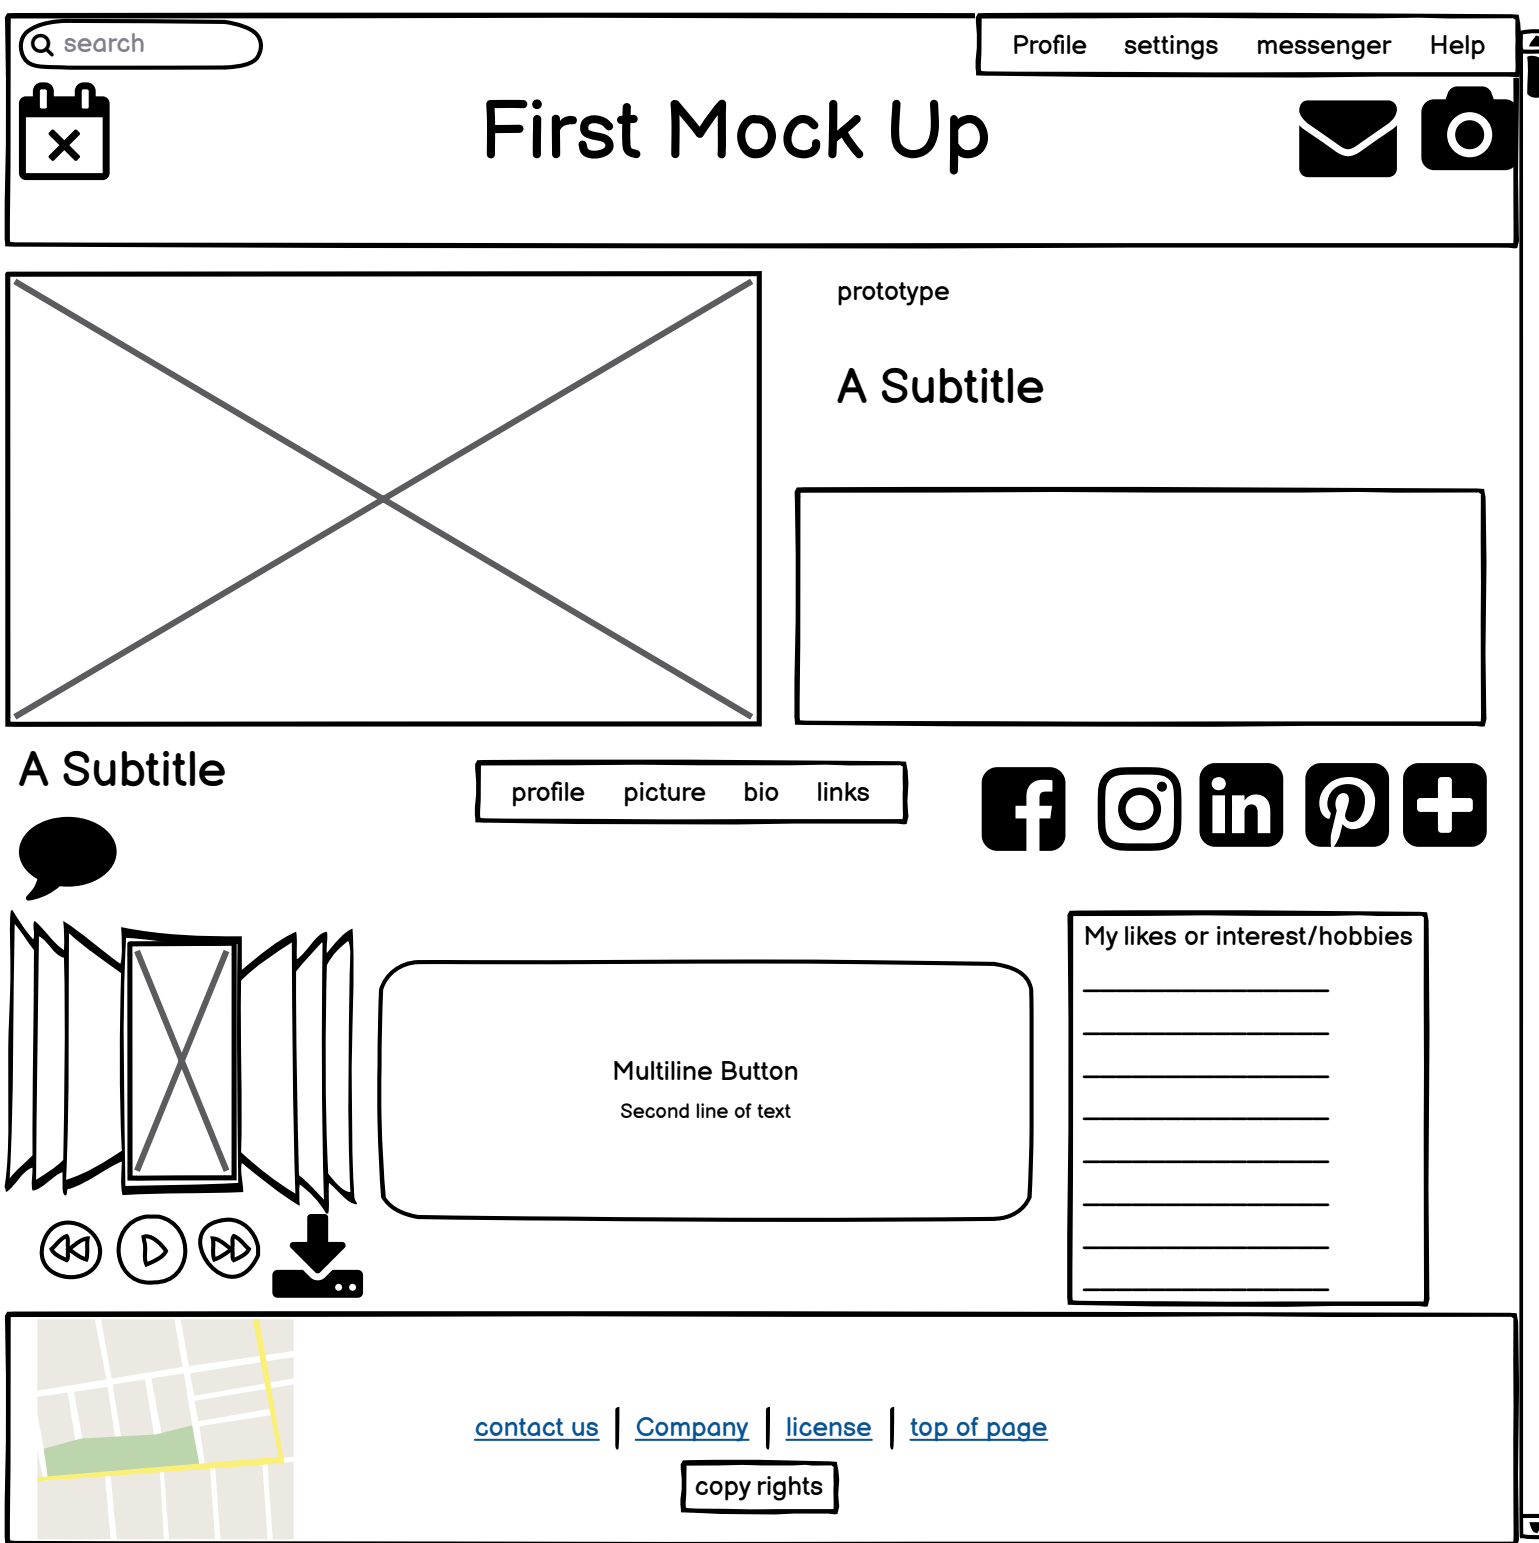 search
Profile settings messenger Help
First Mock Up
prototype
A Subtitle
A Subtitle
profile picture bio links
My likes or interest/hobbies
Multiline Button
Second line of text
contact us Company license top of page
copy rights